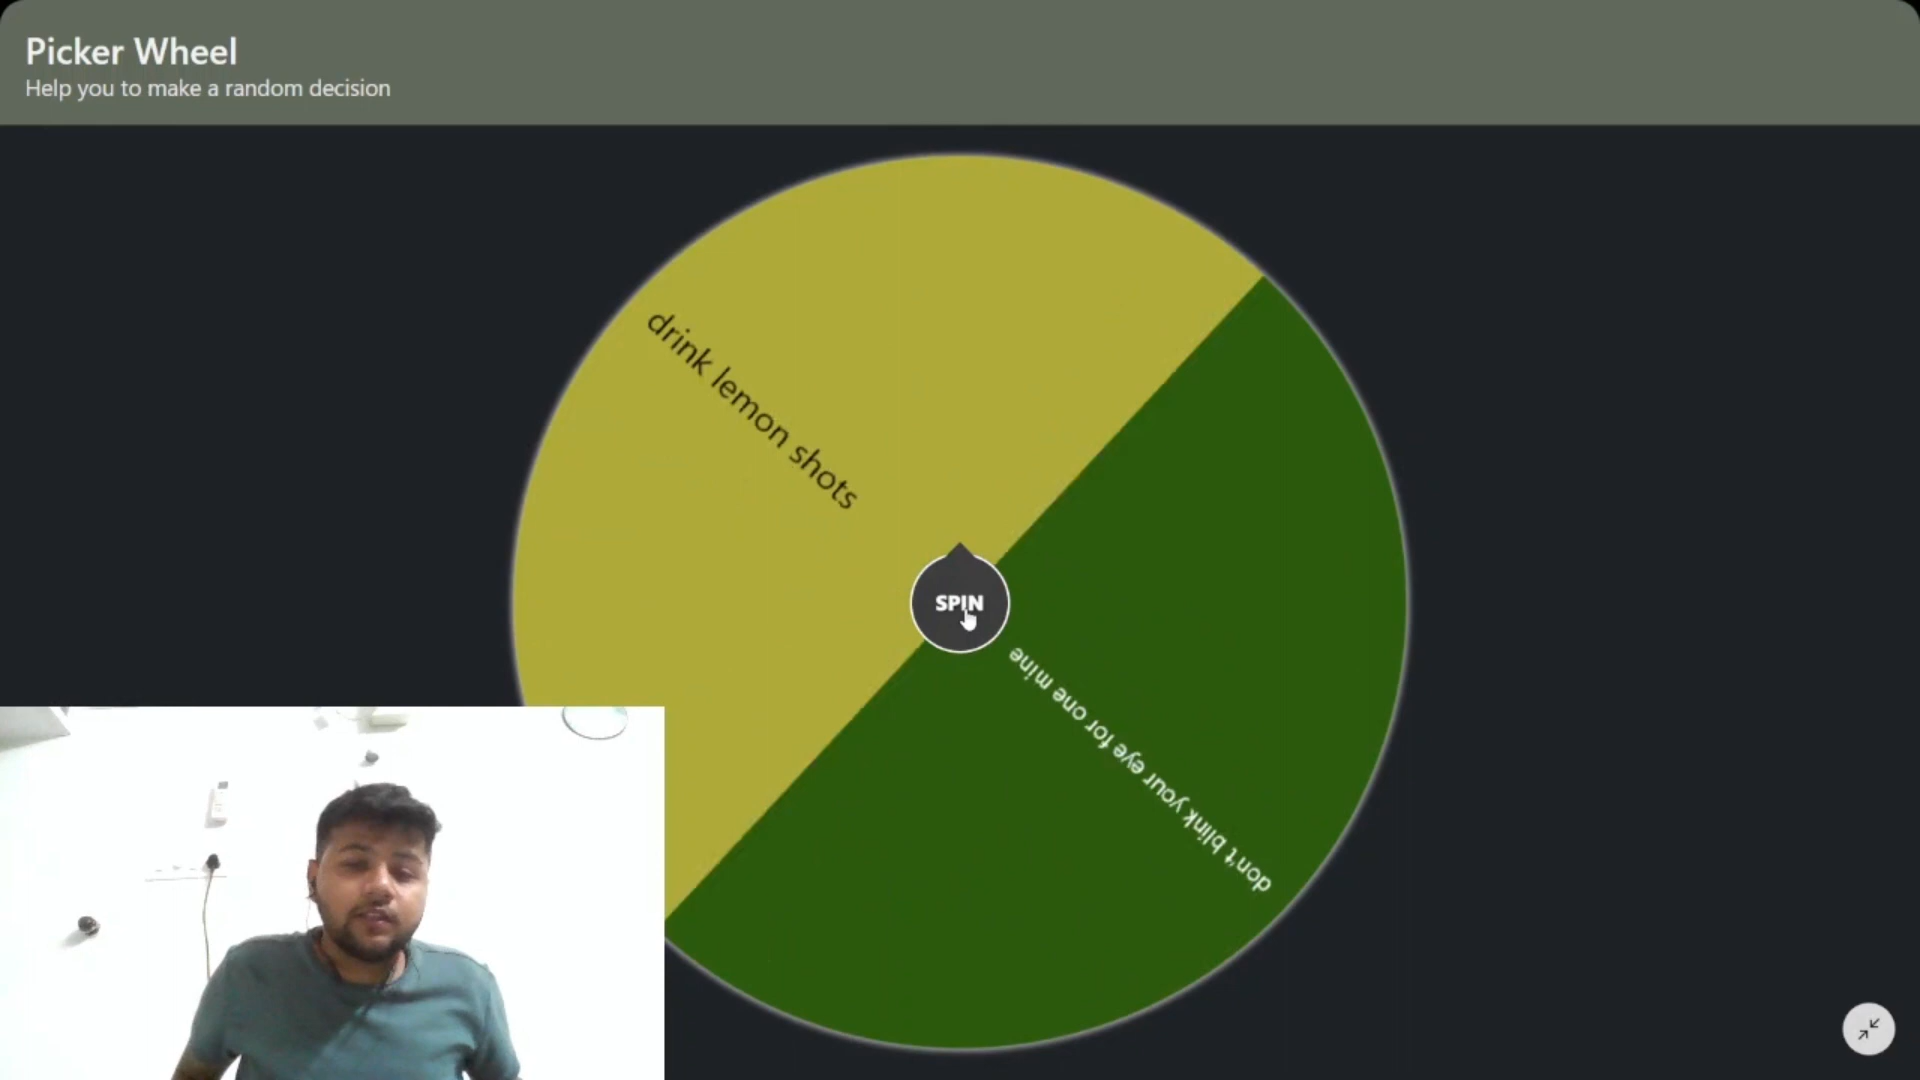 Picker Wheel
Help you to make a random decision
drink lemon shots
SPIN
don't blink your eye for one mine